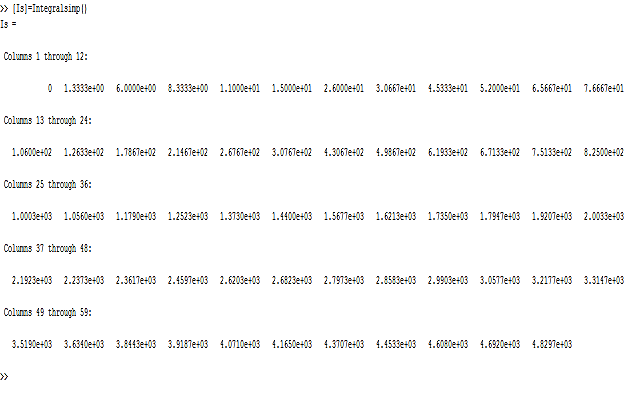 >> [Is]=Integralsimp()
Is =
Columns 1 through 12:
0 1.3333e+00 6.0000e+00 8.3333e+00 1.1000e+01 1.5000e+01 2.6000e+01 3.0667e+01 4.5333e+01 5.2000e+01 6.5667e+01 7.6667e+01
Columns 13 through 24:
1.0600e+02 1.2633e+02 1.7867e+02 2.1467e+02 2.6767e+02 3.0767e+02 4.3067e+02 4.9867e+02 6.1933e+02 6.7133e+02 7.5133e+02 8.2500e+02
Columns 25 through 36:
1.0003e+03 1.0560e+03 1.1790e+03 1.2523e+03 1.3730e+03 1.4400e+03 1.5677e+03 1.6213e+03 1.7350e+03 1.7947e+03 1.9207e+03 2.0033e+03
Columns 37 through 48:
2.1923e+03 2.2373e+03 2.3617e+03 2.4597e+03 2.6203e+03 2.6823e+03 2.7973e+03 2.8583e+03 2.9903e+03 3.0577e+03 3.2177e+03 3.3147e+03
Columns 49 through 59:
3.5190e+03 3.6340e+03 3.8443e+03 3.9187e+03 4.0710e+03 4.1650e+03 4.3707e+03 4.4533e+03 4.6080e+03 4.6920e+03 4.8297e+03
>>